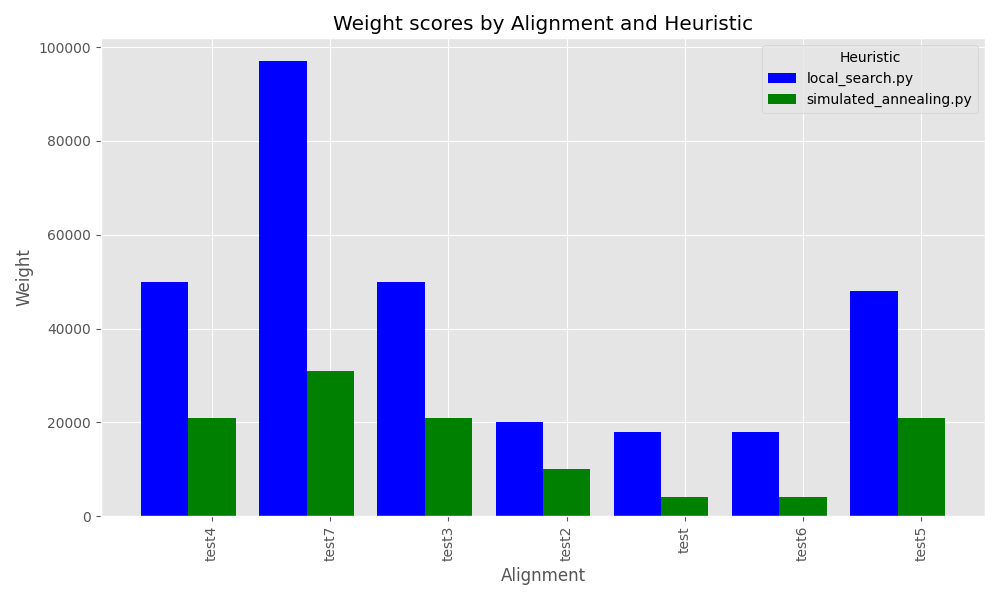 Weight scores by Alignment and Heuristic
Heuristic
local_search.py
simulated_annealing.py
Weight
100000
80000
60000
40000
20000
0
test4
test7
test3
test2
test
test6
test5
Alignment